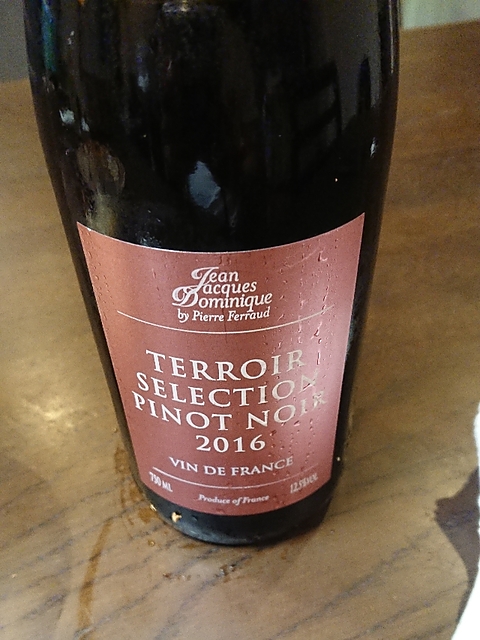 Jean
Jacques
Dominique
by Pierre Ferraud
TERROIR
SELECTION
PINOT NOIR
2016
VIN DE FRANCE
750 ML
12.5%VOL
Produce of France